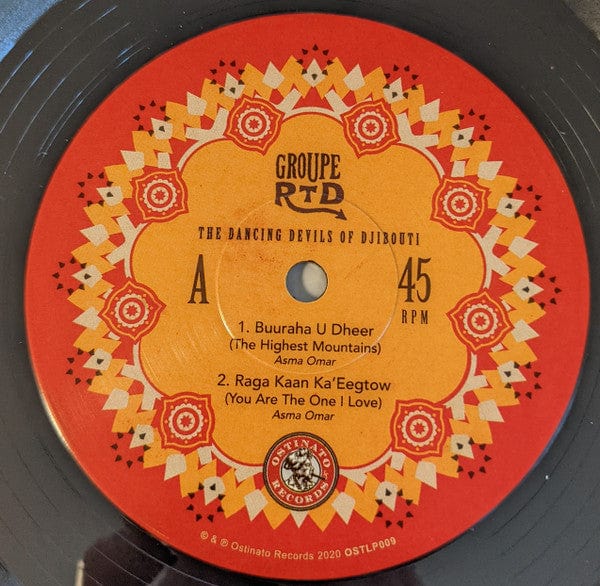 GROUPE
RTD
THE DANCING DEVILS OF DJIBOUTI
A
45
RPM
1. Buuraha U Dheer
(The Highest Mountains)
Asma Omar
2. Raga Kaan Ka'Eegtow
(You Are The One I Love)
Asma Omar
OSTINATO
RECORDS
© & ℗ Ostinato Records 2020 OSTLP009